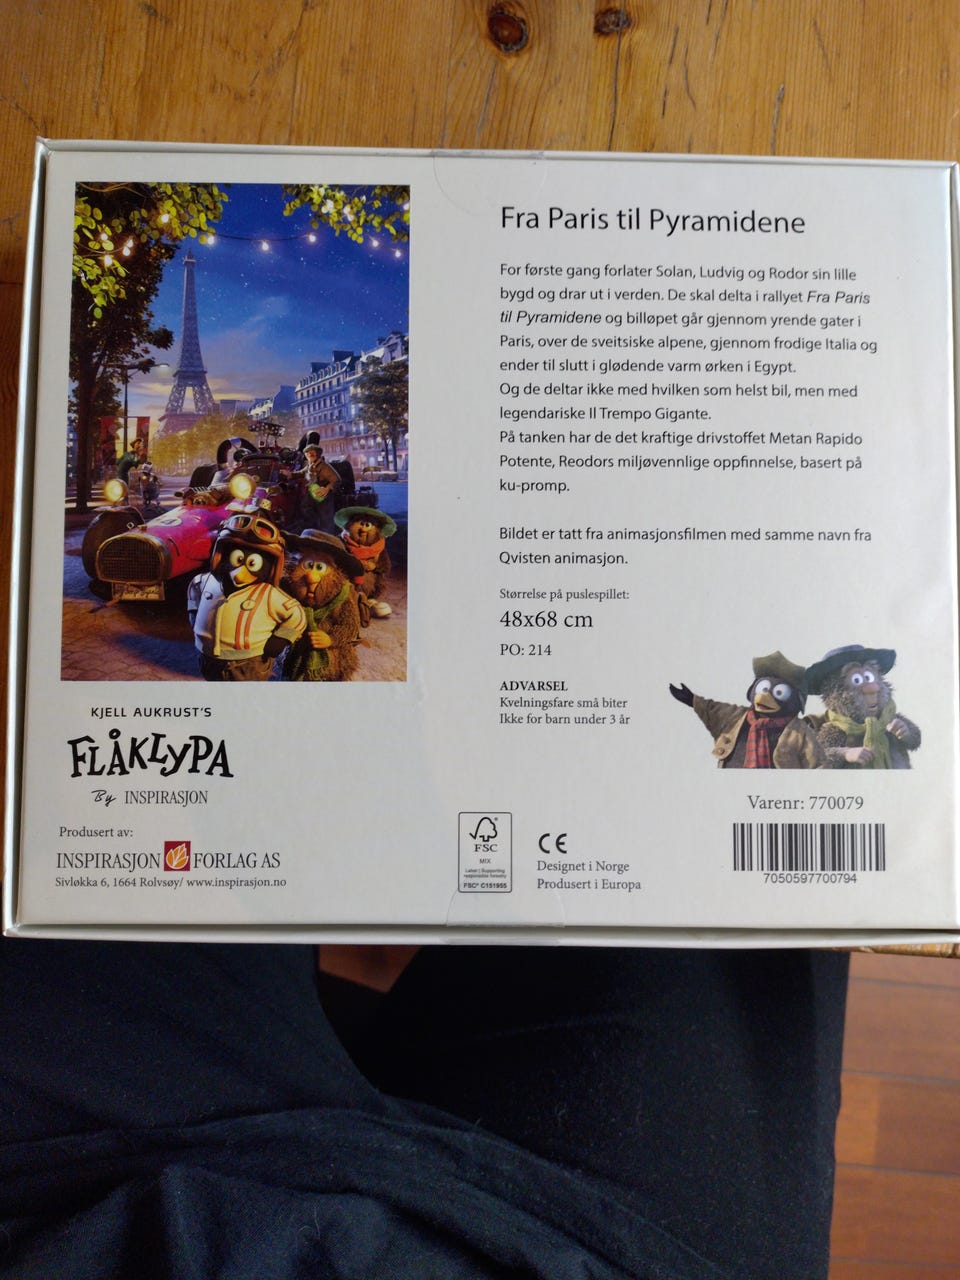 Fra Paris til Pyramidene
For første gang forlater Solan, Ludvig og Rodor sin lille
bygd og drar ut i verden. De skal delta i rallyet Fra Paris
til Pyramidene og billøpet går gjennom yrende gater i
Paris, over de sveitsiske alpene, gjennom frodige Italia og
ender til slutt i glødende varm ørken i Egypt.
Og de deltar ikke med hvilken som helst bil, men med
legendariske Il Trempo Gigante.
På tanken har de det kraftige drivstoffet Metan Rapido
Potente, Reodors miljøvennlige oppfinnelse, basert på
ku-promp.
Bildet er tatt fra animasjonsfilmen med samme navn fra
Qvisten animasjon.
Størrelse på puslespillet:
48x68 cm
PO: 214
ADVARSEL
Kvelningsfare små biter
Ikke for barn under 3 år
KJELL AUKRUST'S
FLÅKLYPA
By INSPIRASJON
Produsert av:
INSPIRASJON FORLAG AS
Sivløkka 6, 1664 Rolvsøy/ www.inspirasjon.no
FSC
MIX
Label | Supporting
responsible forestry
FSC® C151955
CE
Designet i Norge
Produsert i Europa
Varenr: 770079
7050597700794